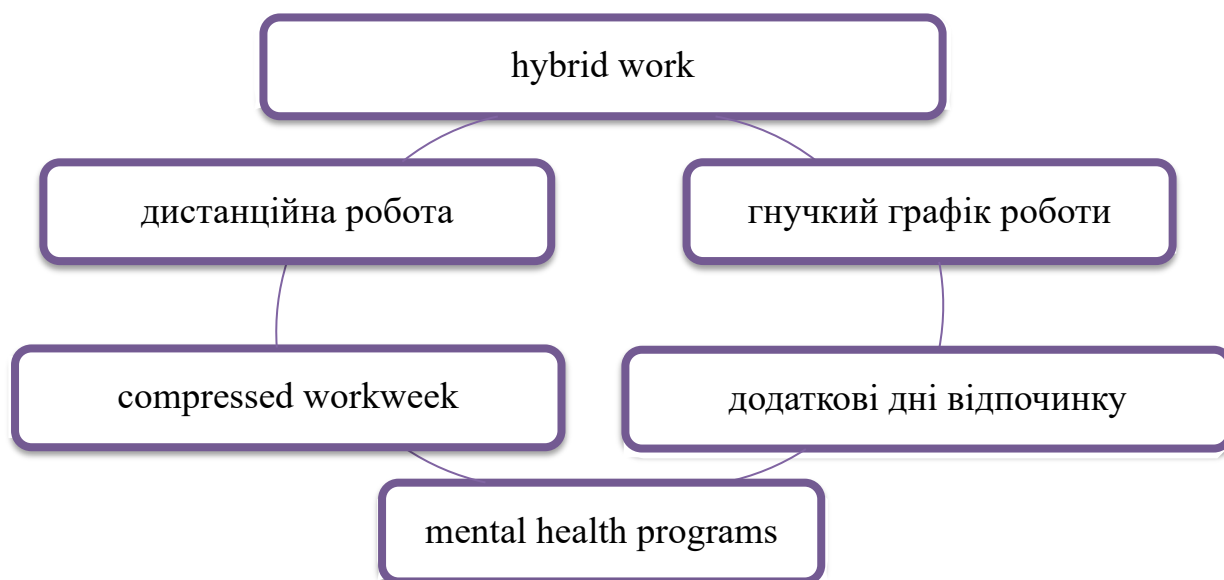 hybrid work
дистанційна робота
гнучкий графік роботи
compressed workweek
додаткові дні відпочинку
mental health programs